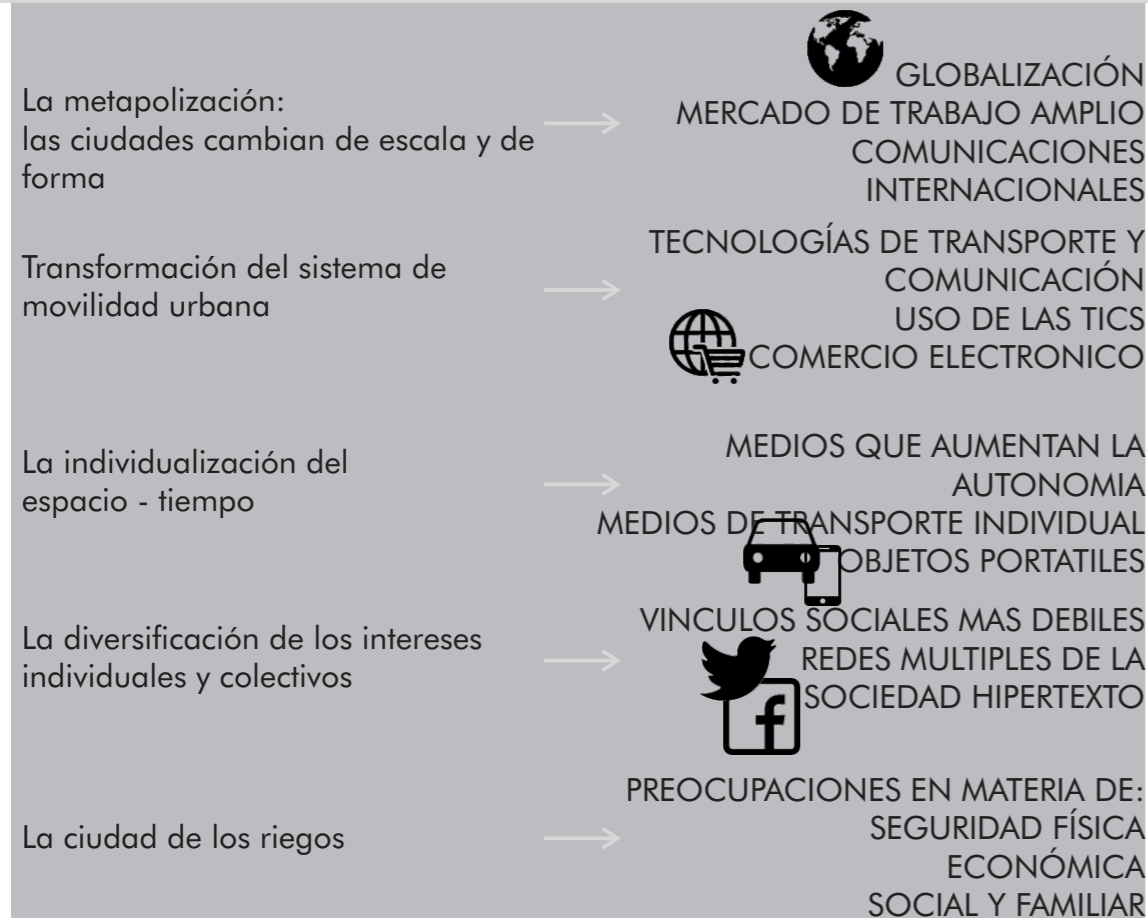 La metapolización:
las ciudades cambian de escala y de
forma
GLOBALIZACIÓN
MERCADO DE TRABAJO AMPLIO
COMUNICACIONES
INTERNACIONALES
Transformación del sistema de
movilidad urbana
TECNOLOGÍAS DE TRANSPORTE Y
COMUNICACIÓN
USO DE LAS TICS
COMERCIO ELECTRONICO
La individualización del
espacio - tiempo
MEDIOS QUE AUMENTAN LA
AUTONOMIA
MEDIOS DE TRANSPORTE INDIVIDUAL
OBJETOS PORTATILES
La diversificación de los intereses
individuales y colectivos
VINCULOS SOCIALES MAS DEBILES
REDES MULTIPLES DE LA
SOCIEDAD HIPERTEXTO
La ciudad de los riegos
PREOCUPACIONES EN MATERIA DE:
SEGURIDAD FÍSICA
ECONÓMICA
SOCIAL Y FAMILIAR